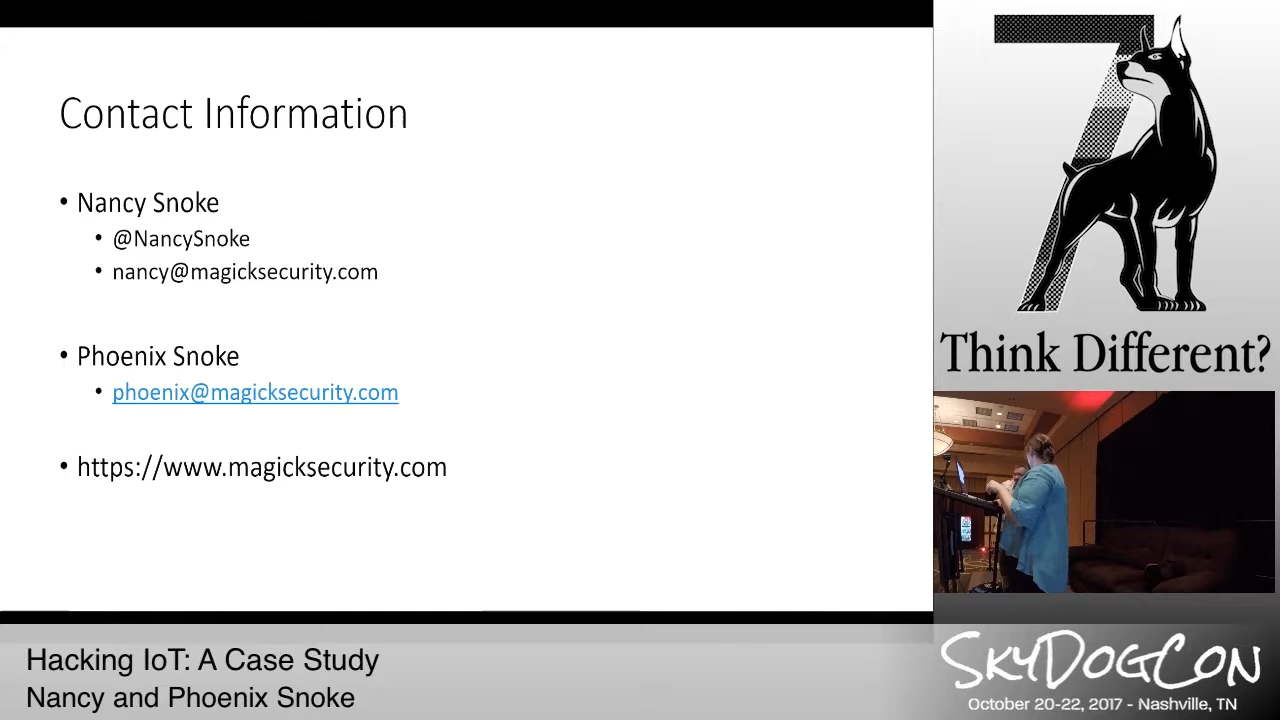 Contact Information
• Nancy Snoke
• @NancySnoke
• nancy@magicksecurity.com
• Phoenix Snoke
• phoenix@magicksecurity.com
• https://www.magicksecurity.com
7
Think Different?
Hacking IoT: A Case Study
Nancy and Phoenix Snoke
SKYDOGCON
October 20-22, 2017 - Nashville, TN